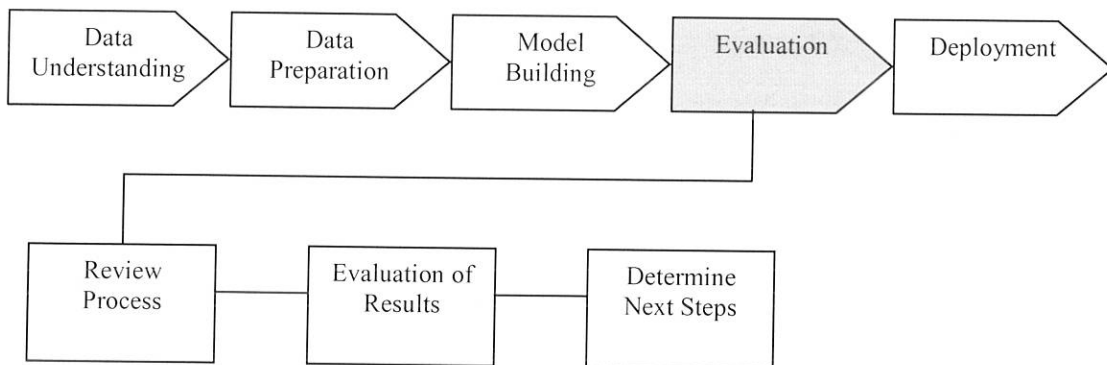 Data
Understanding
Data
Preparation
Model
Building
Evaluation
Deployment
Review
Process
Evaluation of
Results
Determine
Next Steps